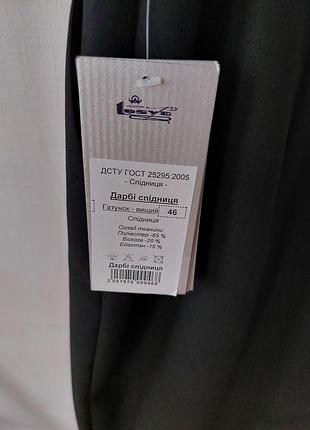 ДСТУ ГОСТ 25295:2005
- Спідниця -
Дарбі спідниця
Гатунок - вищий 46
Спідниця
Склад тканини:
Поліестер -65 %
Віскоза -20 %
Еластан -15 %
Дарбі спідниця